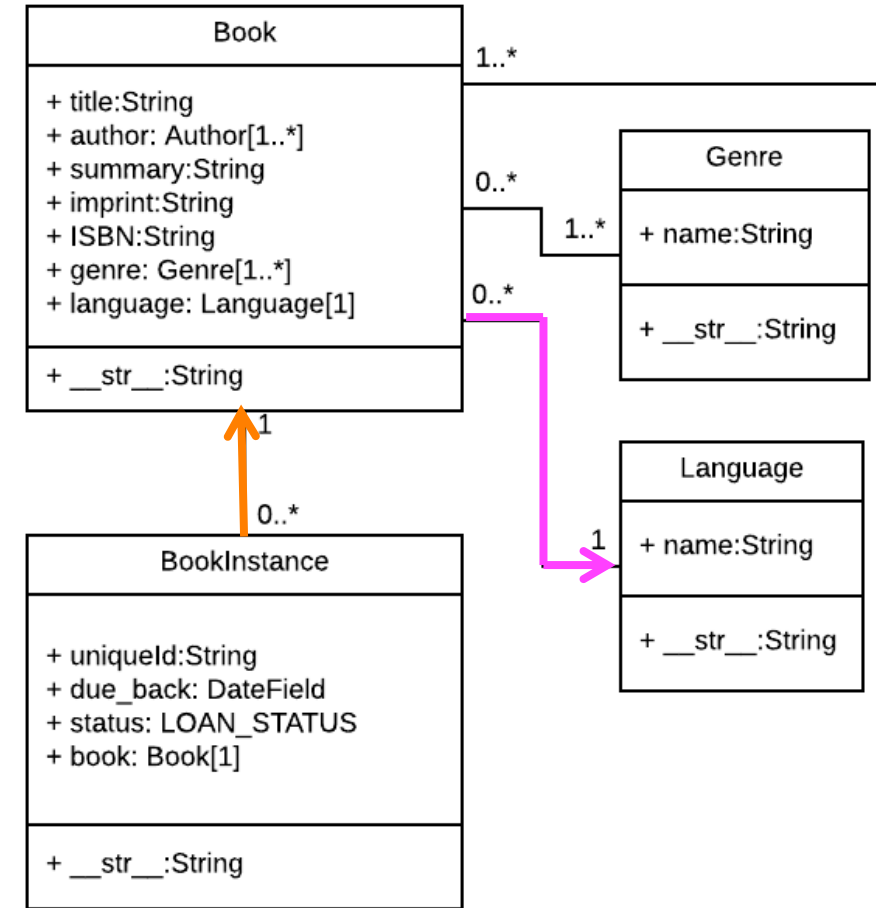 Book
+ title:String
+ author: Author[1..*]
+ summary:String
+ imprint:String
+ ISBN:String
+ genre: Genre[1..*]
+ language: Language[1]
+ __str__:String
1..*
0..*
1..*
0..*
1
Genre
+ name:String
+ __str__:String
Language
+ name:String
+ __str__:String
1
0..*
BookInstance
+ uniqueId:String
+ due_back: DateField
+ status: LOAN_STATUS
+ book: Book[1]
+ __str__:String